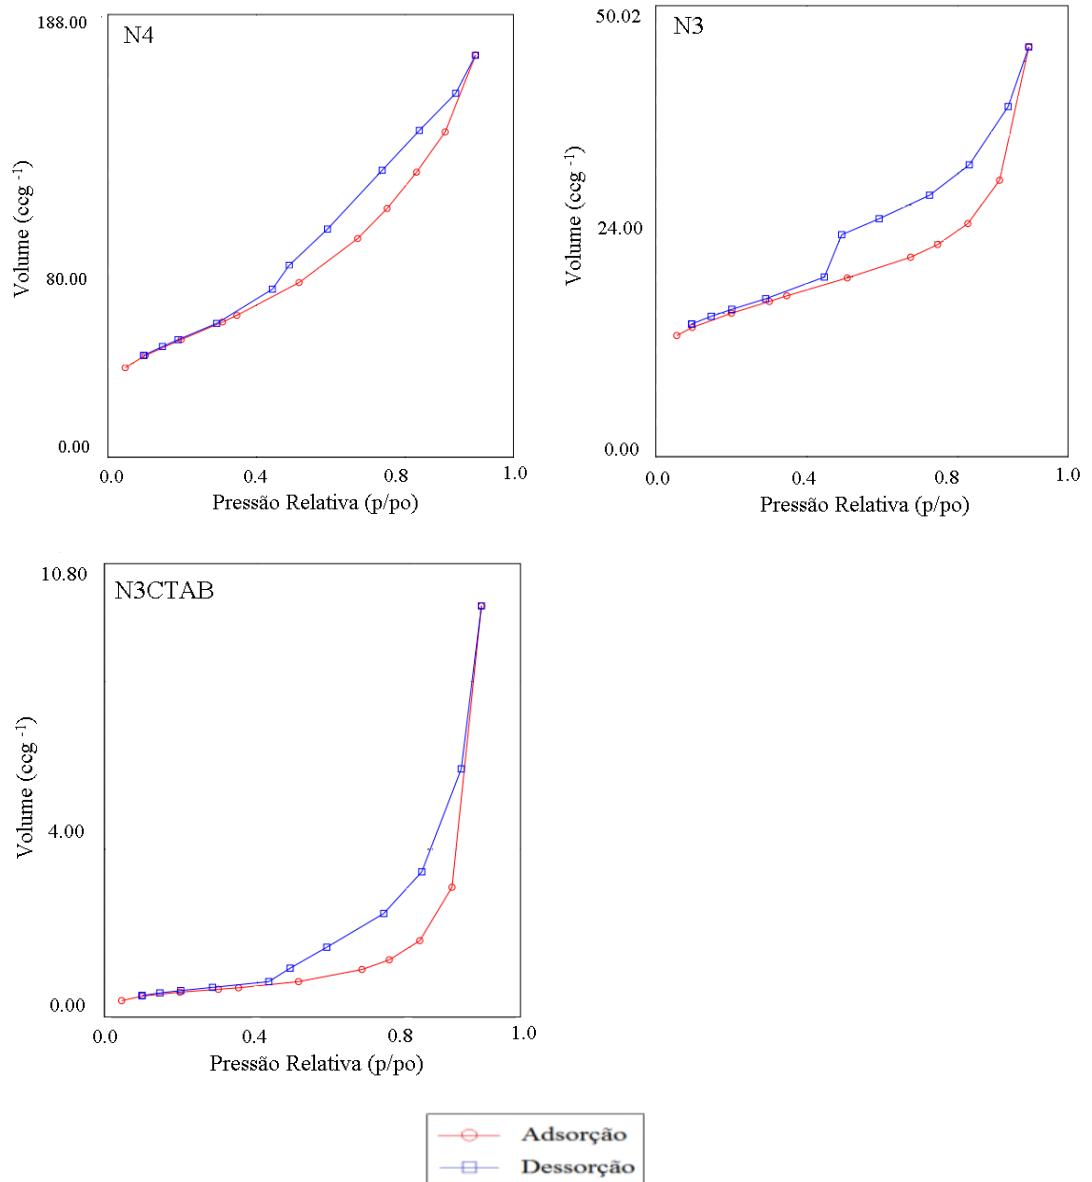 188.00
N4
80.00
0.00
Volume (ccg -1)
0.0 0.4 0.8 1.0
Pressão Relativa (p/po)
50.02
N3
24.00
0.00
Volume (ccg -1)
0.0 0.4 0.8 1.0
Pressão Relativa (p/po)
10.80
N3CTAB
4.00
0.00
Volume (ccg -1)
0.0 0.4 0.8 1.0
Pressão Relativa (p/po)
Adsorção
Dessorção